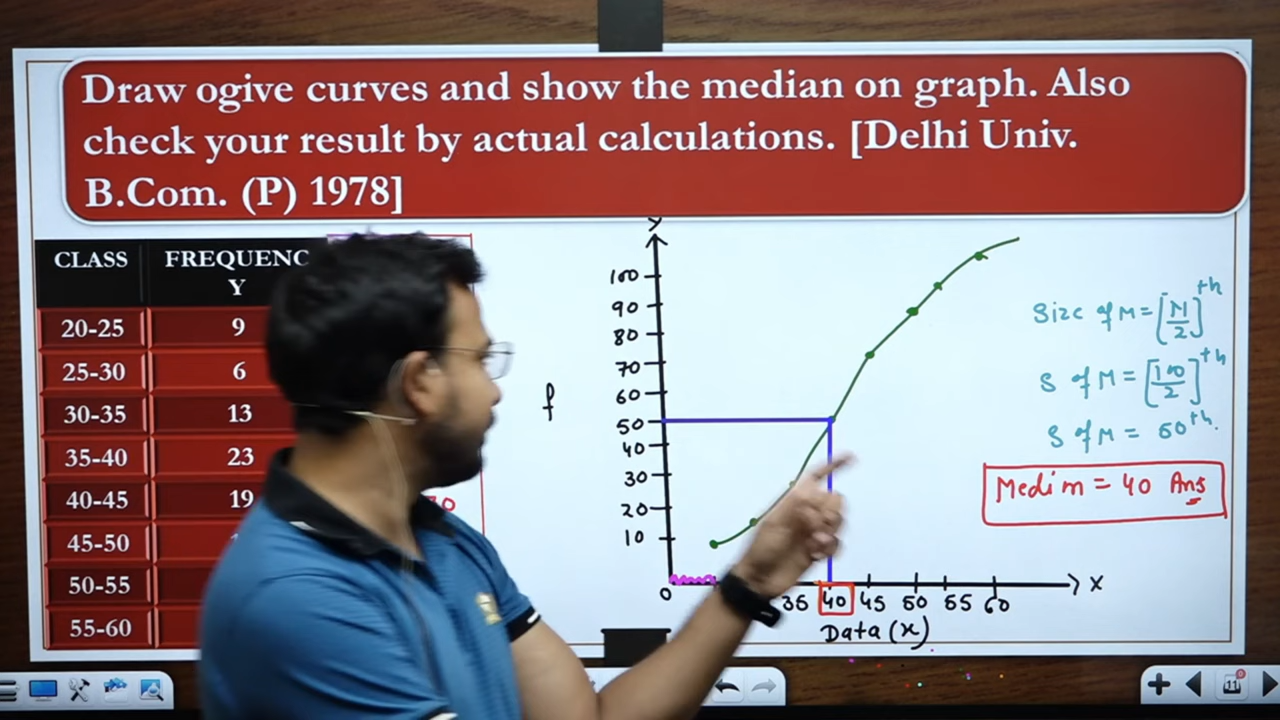 Draw ogive curves and show the median on graph. Also
check your result by actual calculations. [Delhi Univ.
B.Com. (P) 1978]
CLASS FREQUENC
Y
20-25 9
25-30 6
30-35 13
35-40 23
40-45 19
45-50
50-55
55-60
Y
100
90
80
70
60
50
40
30
20
10
f
0 35 40 45 50 55 60 X
Data (x)
Size of M = [N/2]th
S of M = [100/2]th
S of M = 50th.
Median = 40 Ans
11